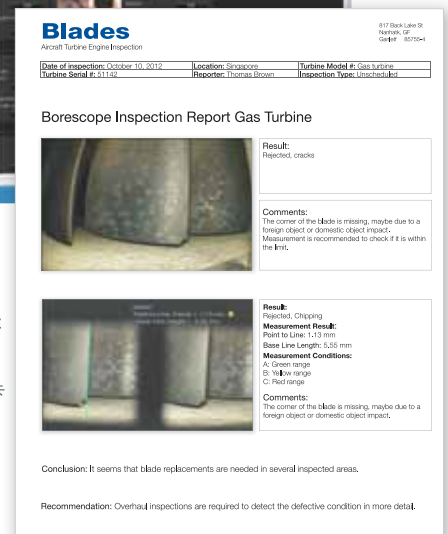 Blades
Aircraft Turbine Engine Inspection
817 Back Lake St
Nanhatk, GF
Garjelf 85755-4
Date of inspection: October 10, 2012 Location: Singapore Turbine Model #: Gas turbine
Turbine Serial #: 51142 Reporter: Thomas Brown Inspection Type: Unscheduled
Borescope Inspection Report Gas Turbine
Result:
Rejected, cracks
Comments:
The corner of the blade is missing, maybe due to a
foreign object or domestic object impact.
Measurement is recommended to check if it is within
the limit.
Result:
Rejected, Chipping
Measurement Result:
Point to Line: 1.13 mm
Base Line Length: 5.55 mm
Measurement Conditions:
A: Green range
B: Yellow range
C: Red range
Comments:
The corner of the blade is missing, maybe due to a
foreign object or domestic object impact.
Conclusion: It seems that blade replacements are needed in several inspected areas.
Recommendation: Overhaul inspections are required to detect the defective condition in more detail.